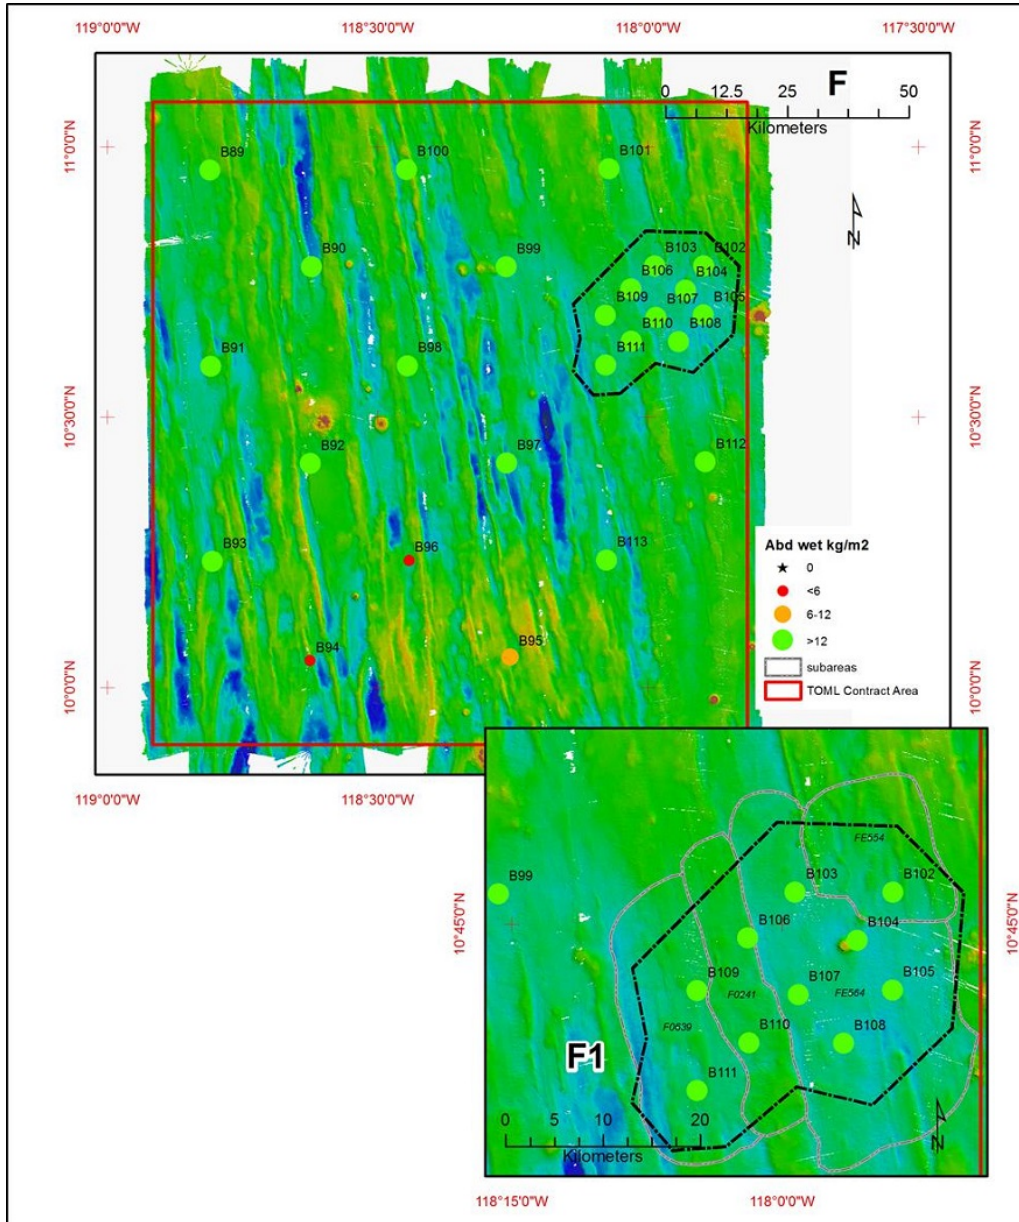 119°0'0"W
118°30'0"W
118°0'0"W
117°30'0"W
F
0 12.5 25 50
Kilometers
11°0'0"N
11°0'0"N
B89
B100
B101
N
B90
B99
B103
B102
B106
B104
B109
B107
B105
B110
B108
B91
B98
B111
10°30'0"N
10°30'0"N
B92
B97
B112
B93
B96
B113
Abd wet kg/m2
0
<6
6-12
>12
subareas
TOML Contract Area
B94
B95
10°0'0"N
10°0'0"N
119°0'0"W
118°30'0"W
FE554
B99
B103
B102
10°45'0"N
10°45'0"N
B106
B104
B109
B107
B105
F0241
FE564
F0539
B110
B108
F1
B111
0 5 10 20
Kilometers
N
118°15'0"W
118°0'0"W